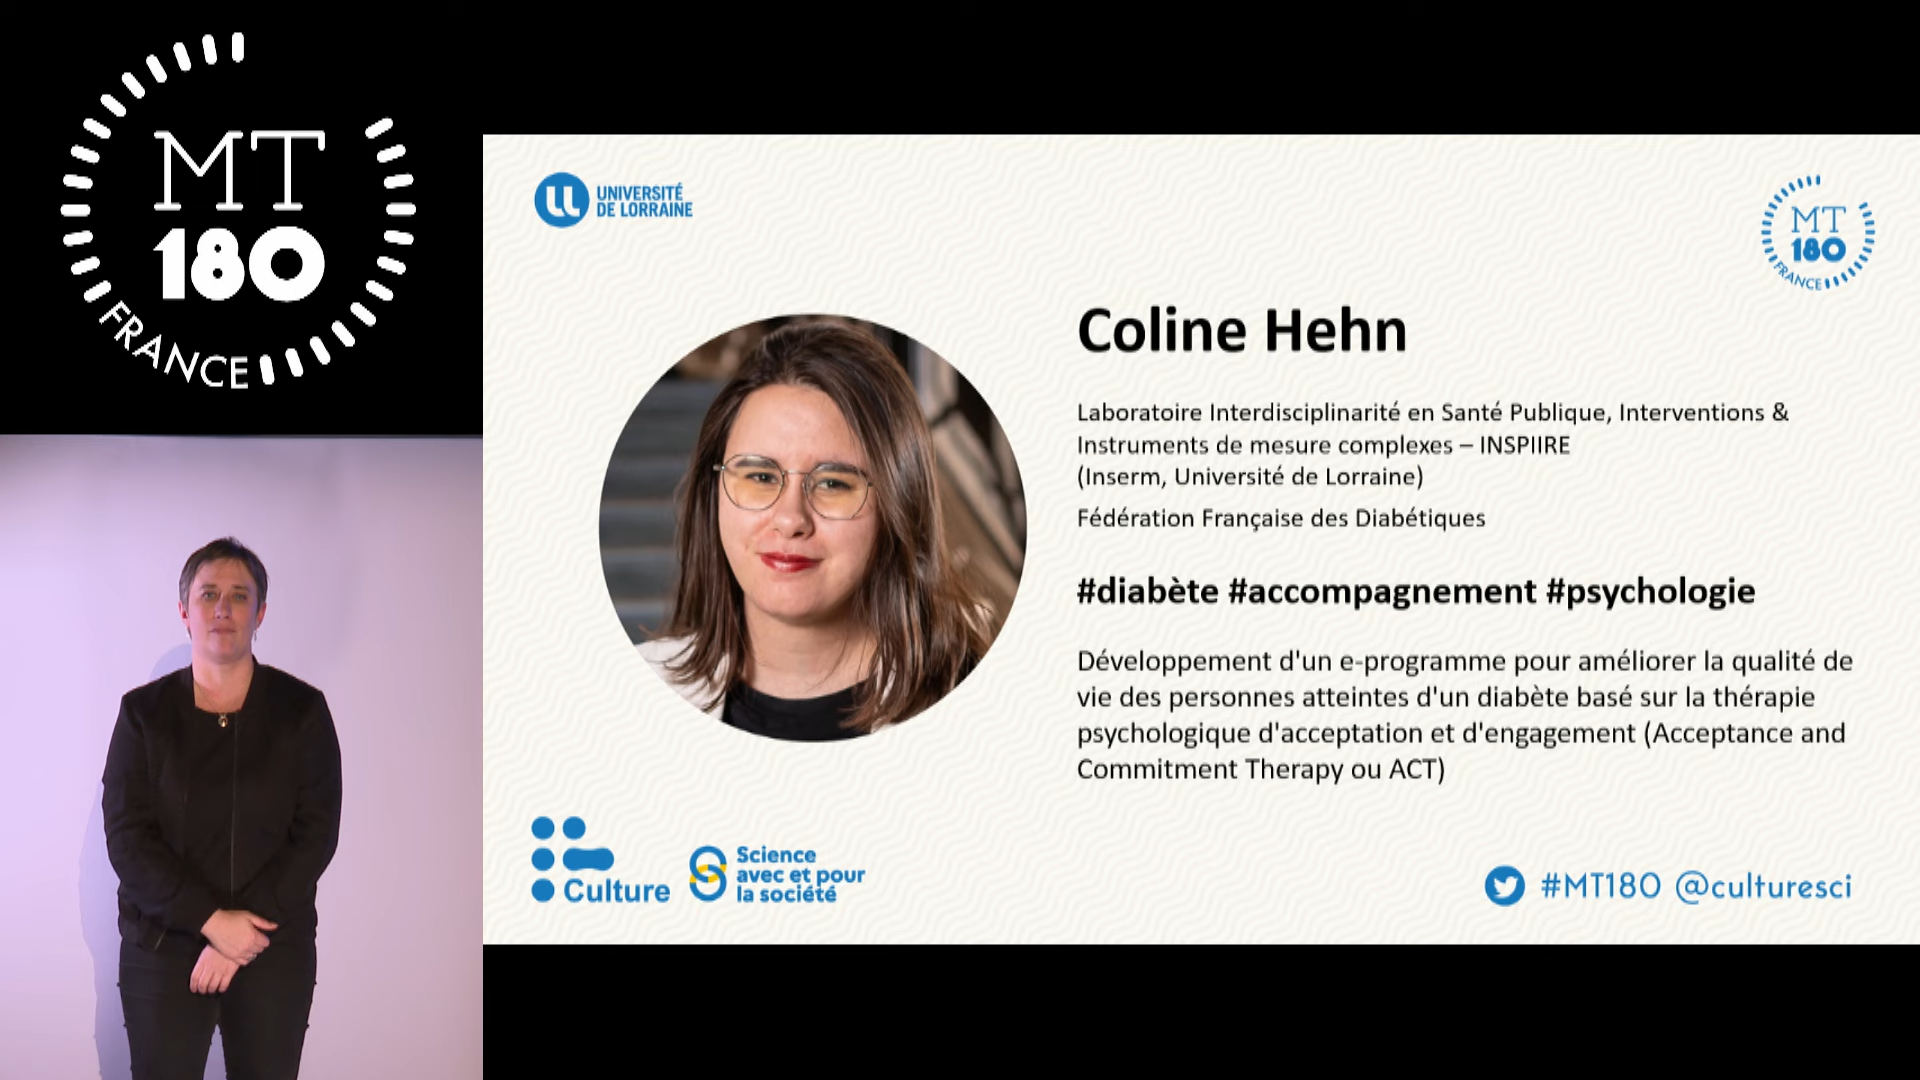 MT
180
FRANCE
UNIVERSITÉ
DE LORRAINE
MT
180
FRANCE
Coline Hehn
Laboratoire Interdisciplinarité en Santé Publique, Interventions &
Instruments de mesure complexes – INSPIIRE
(Inserm, Université de Lorraine)
Fédération Française des Diabétiques
#diabète #accompagnement #psychologie
Développement d'un e-programme pour améliorer la qualité de
vie des personnes atteintes d'un diabète basé sur la thérapie
psychologique d'acceptation et d'engagement (Acceptance and
Commitment Therapy ou ACT)
Culture
Science
avec et pour
la société
#MT180 @culturesci